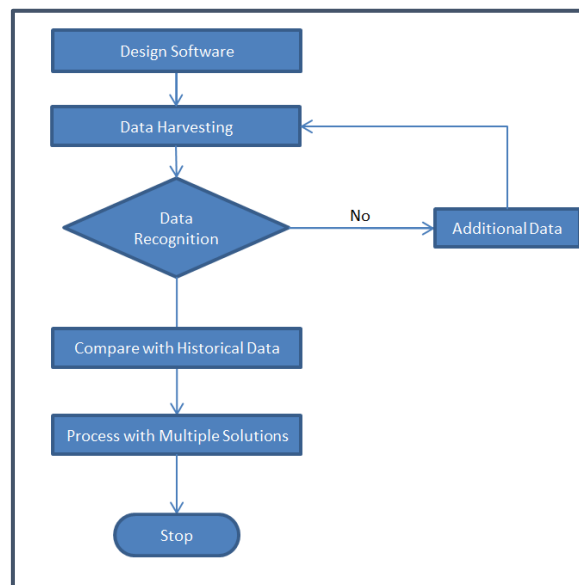 Design Software
Data Harvesting
Data
Recognition
No
Additional Data
Compare with Historical Data
Process with Multiple Solutions
Stop